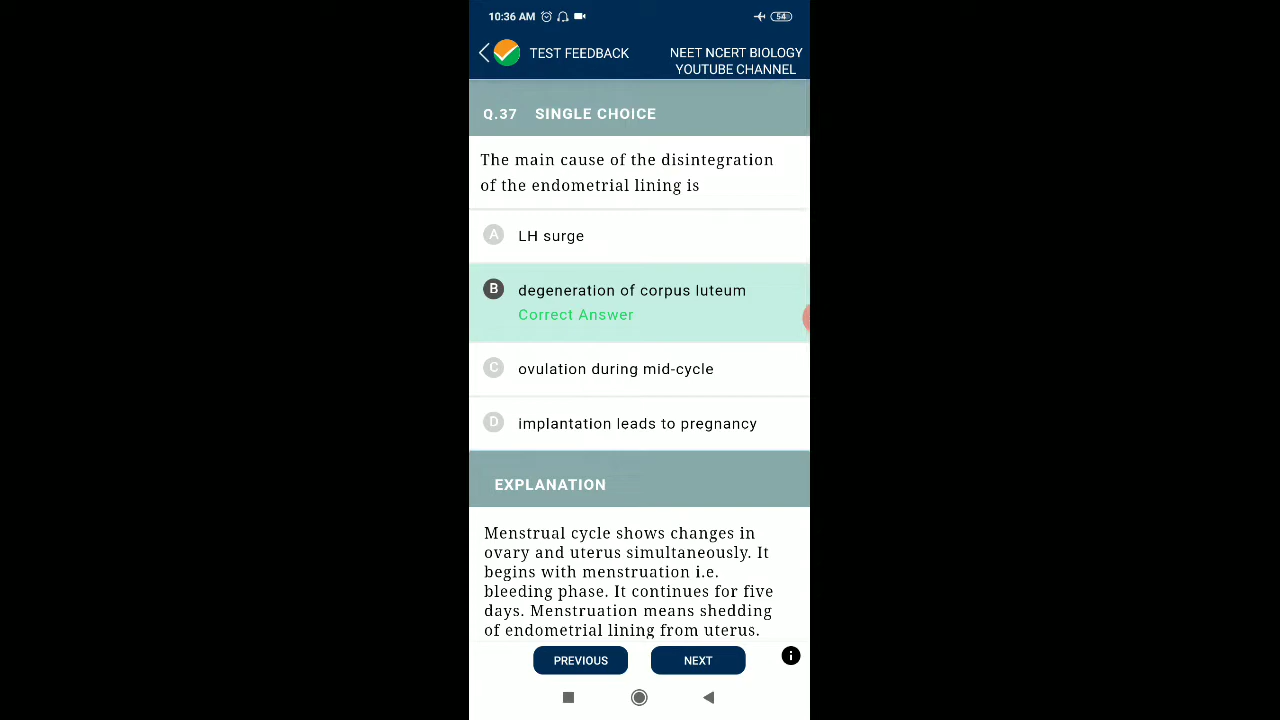 10:36 AM
54
TEST FEEDBACK
NEET NCERT BIOLOGY
YOUTUBE CHANNEL
Q.37 SINGLE CHOICE
The main cause of the disintegration
of the endometrial lining is
A LH surge
B degeneration of corpus luteum
Correct Answer
C ovulation during mid-cycle
D implantation leads to pregnancy
EXPLANATION
Menstrual cycle shows changes in
ovary and uterus simultaneously. It
begins with menstruation i.e.
bleeding phase. It continues for five
days. Menstruation means shedding
of endometrial lining from uterus.
PREVIOUS NEXT